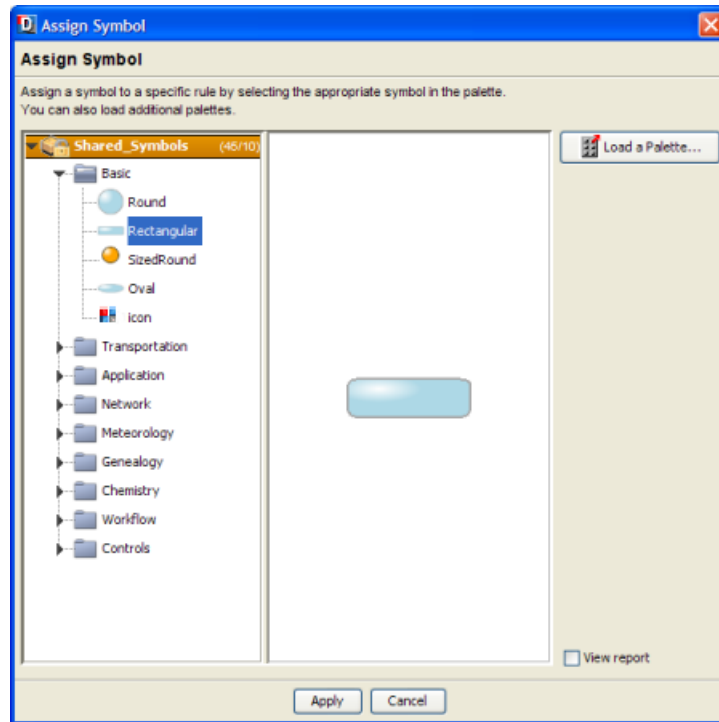 Assign Symbol
Assign Symbol
Assign a symbol to a specific rule by selecting the appropriate symbol in the palette.
You can also load additional palettes.
Shared_Symbols (46/10)
Load a Palette...
Basic
Round
Rectangular
SizedRound
Oval
icon
Transportation
Application
Network
Meteorology
Genealogy
Chemistry
Workflow
Controls
View report
Apply Cancel